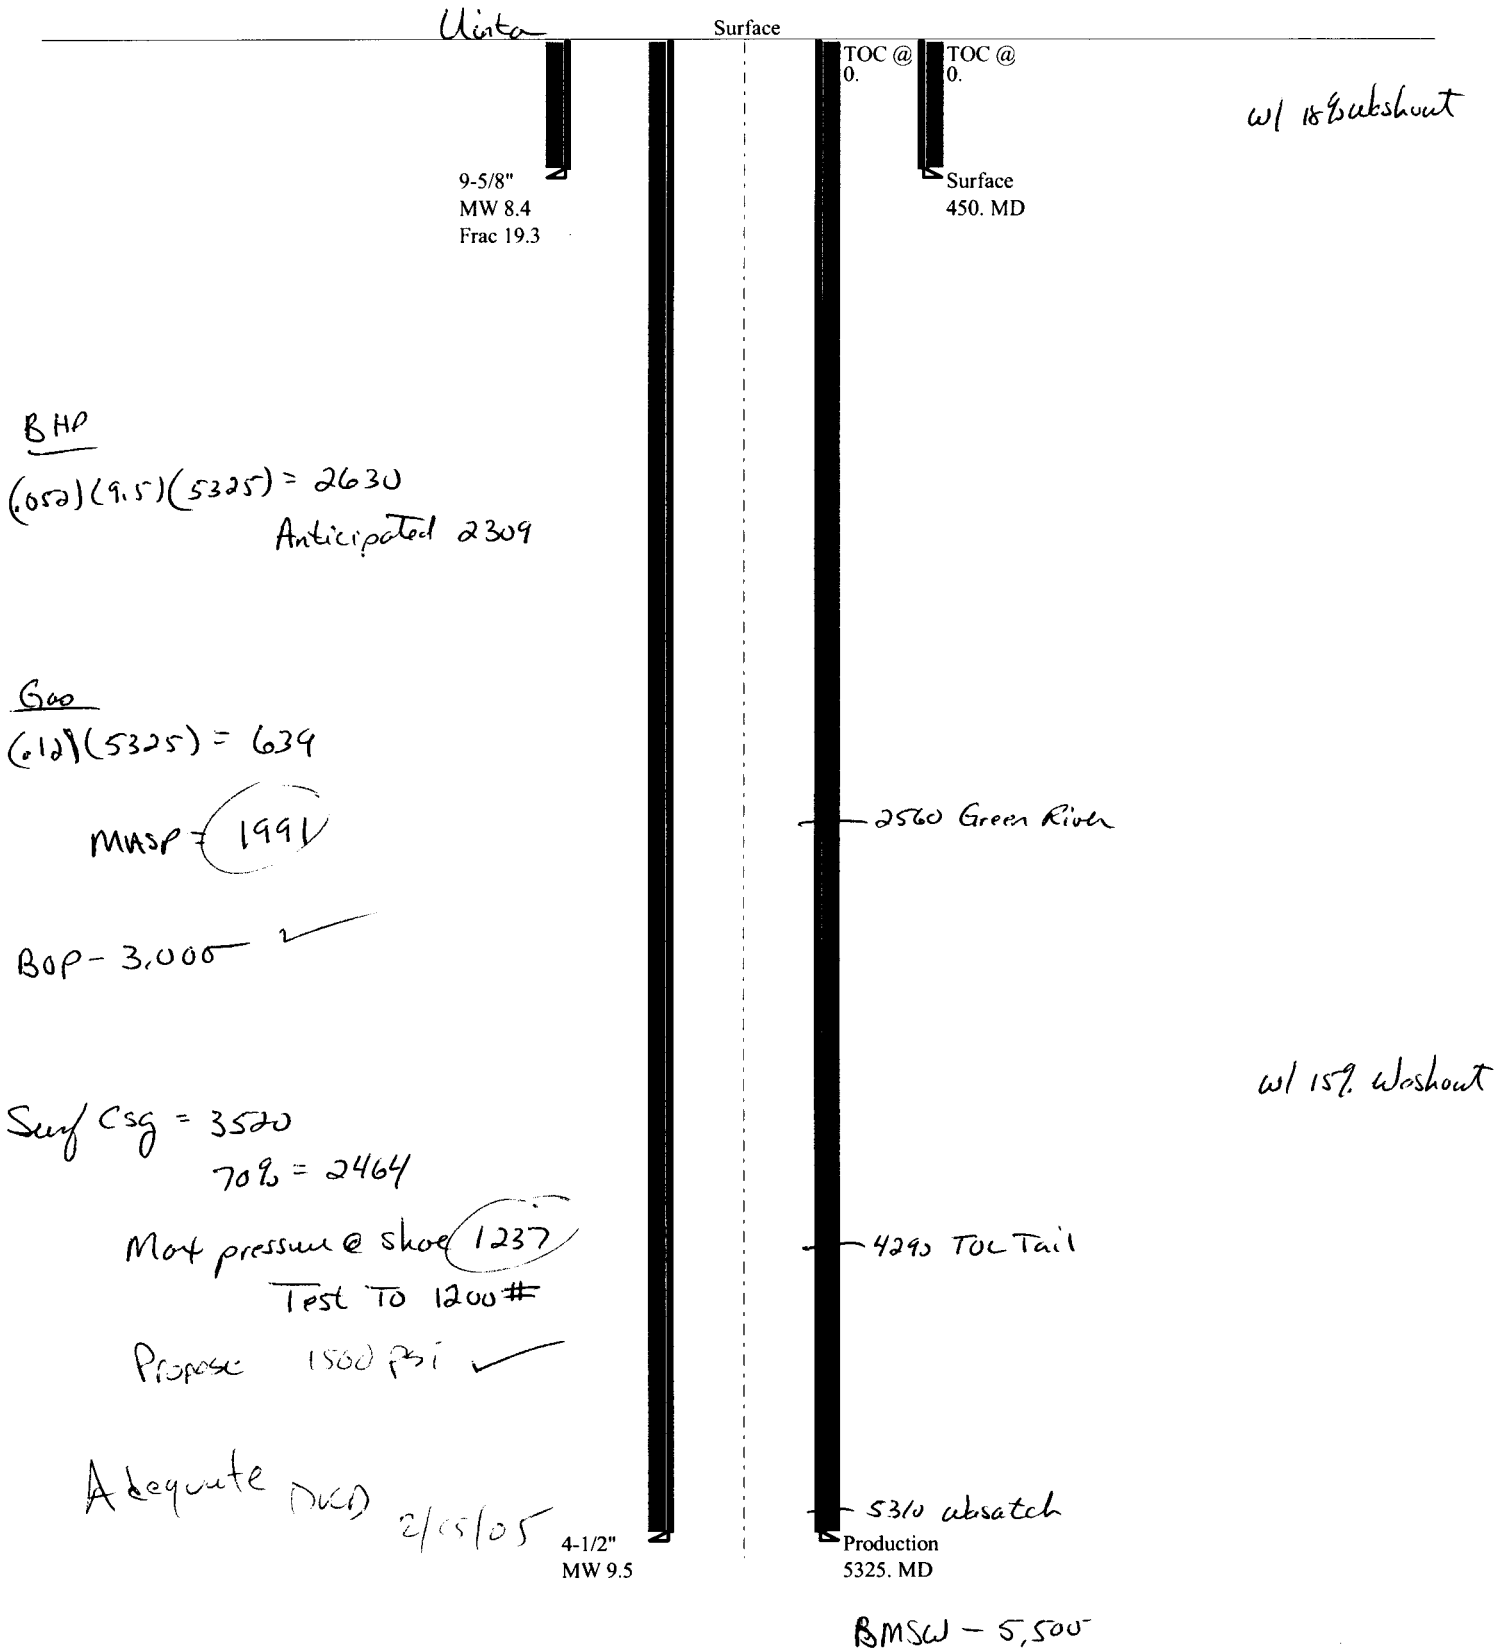 Uinta
Surface
TOC @
0.
TOC @
0.
w/ 18% washout
9-5/8"
MW 8.4
Frac 19.3
Surface
450. MD
BHP
(.052)(9.5)(5325) = 2630
Anticipated 2309
Gas
(.12)(5325) = 639
MASP = 1991
2560 Green River
BOP - 3,000
w/ 15% Washout
Surf Csg = 3520
70% = 2464
Max pressure @ shoe 1237
Test To 1200#
4290 TOC Tail
Propose 1500 psi
Adequate DKD
5310 Wasatch
4-1/2"
MW 9.5
Production
5325. MD
BMSW - 5,500